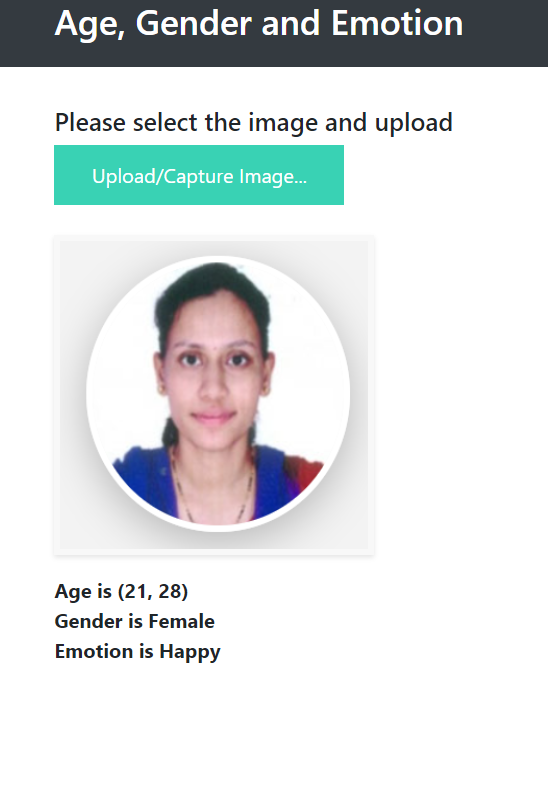 Age, Gender and Emotion
Please select the image and upload
Upload/Capture Image...
Age is (21, 28)
Gender is Female
Emotion is Happy